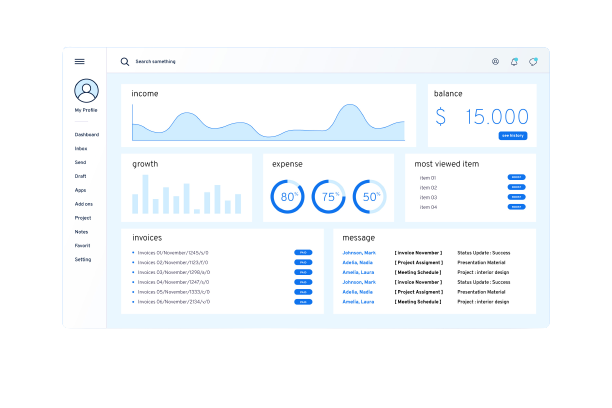 Search something
My Profile
Dashboard
Inbox
Send
Draft
Apps
Add ons
Project
Notes
Favorit
Setting
income
balance
$ 15.000
see history
growth
expense
80%
75%
50%
most viewed item
item 01
item 02
item 03
item 04
invoices
Invoices 01/November/1245/s/0
Invoices 02/November/1123/f/0
Invoices 03/November/1298/a/0
Invoices 04/November/1247/s/0
Invoices 05/November/1333/c/0
Invoices 06/November/2134/s/0
message
Johnson, Mark [ Invoice November ] Status Update : Success
Adelia, Nadia [ Project Assigment ] Presentation Material
Amelia, Laura [ Meeting Schedule ] Project : interior design
Johnson, Mark [ Invoice November ] Status Update : Success
Adelia, Nadia [ Project Assigment ] Presentation Material
Amelia, Laura [ Meeting Schedule ] Project : interior design